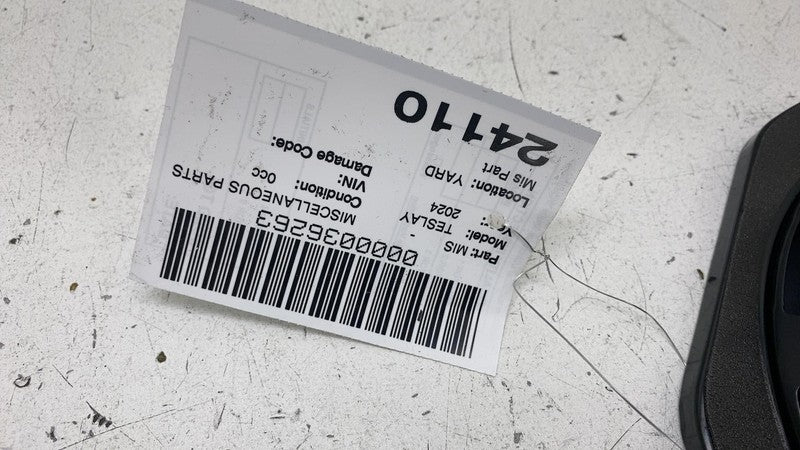 0000036263
Part: MIS - MISCELLANEOUS PARTS
Model: TESLAY
Year: 2024 Condition: 0cc
VIN:
Location: YARD Damage Code:
Mis Part
24110